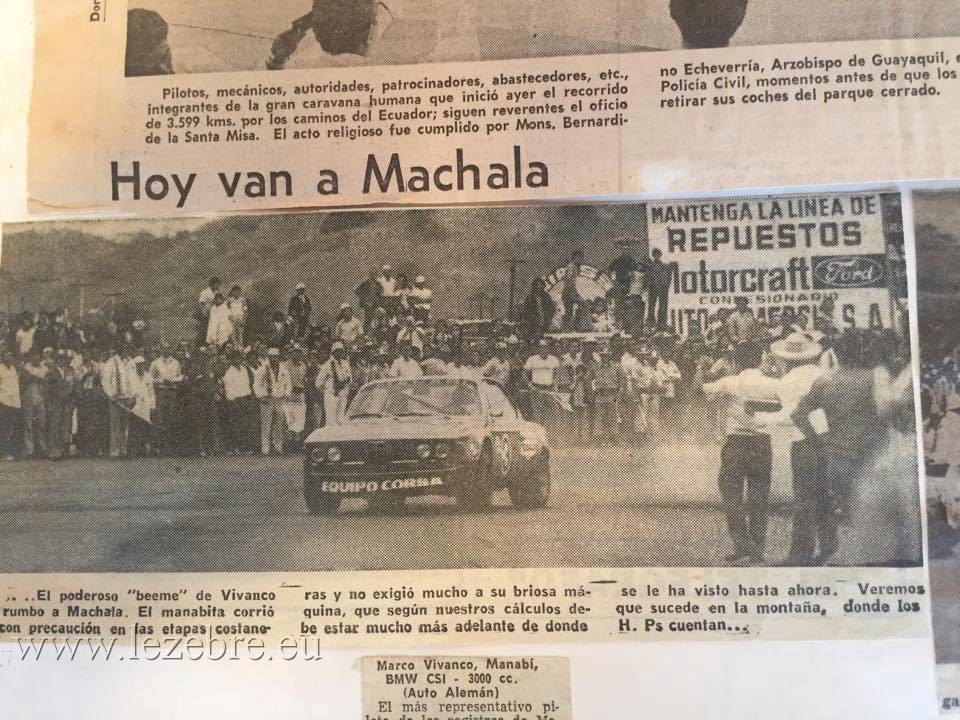 Pilotos, mecánicos, autoridades, patrocinadores, abastecedores, etc.,
integrantes de la gran caravana humana que inició ayer el recorrido
de 3.599 kms. por los caminos del Ecuador; siguen reverentes el oficio
de la Santa Misa. El acto religioso fue cumplido por Mons. Bernardi-
no Echeverría, Arzobispo de Guayaquil,
Policía Civil, momentos antes de que los
retirar sus coches del parque cerrado.
Hoy van a Machala
MANTENGA LA LINEA DE
REPUESTOS
Motorcraft Ford
CONCESIONARIO
S.A
EQUIPO CORSA
...El poderoso "beeme" de Vivanco
rumbo a Machala. El manabita corrió
con precaución en las etapas costane-
ras y no exigió mucho a su briosa má-
quina, que según nuestros cálculos de-
be estar mucho más adelante de donde
se le ha visto hasta ahora. Veremos
que sucede en la montaña, donde los
H. Ps cuentan...
www.lezebre.eu
Marco Vivanco, Manabí,
BMW CSI - 3000 cc.
(Auto Alemán)
El más representativo pi-